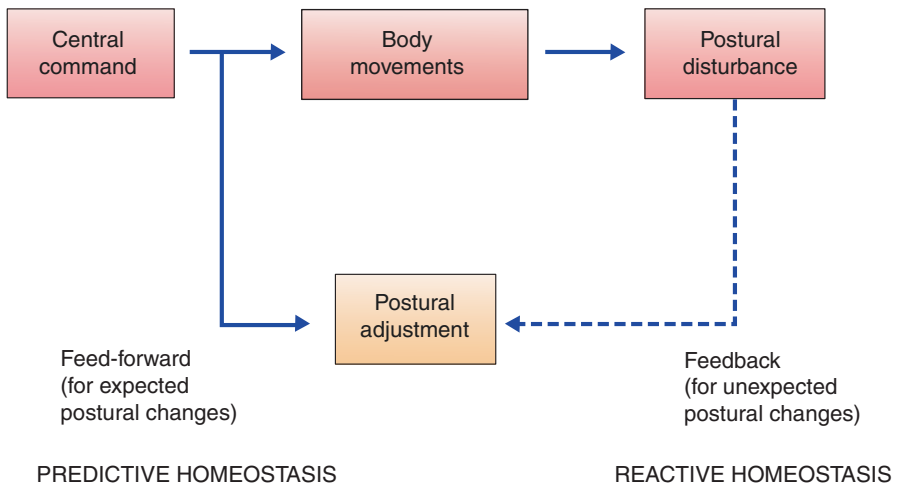 Central
command
Body
movements
Postural
disturbance
Postural
adjustment
Feed-forward
(for expected
postural changes)
Feedback
(for unexpected
postural changes)
PREDICTIVE HOMEOSTASIS
REACTIVE HOMEOSTASIS